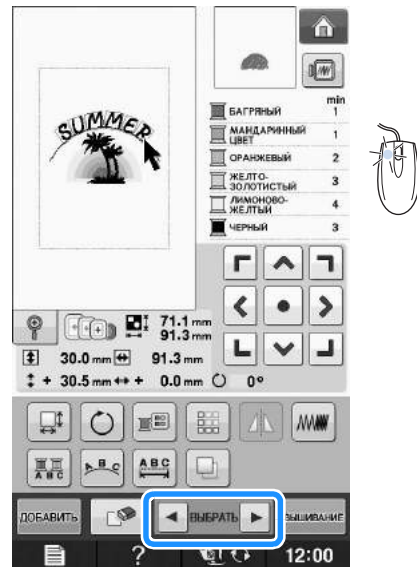 SUMMER
min
БАГРЯНЫЙ 1
МАНДАРИННЫЙ
ЦВЕТ 1
ОРАНЖЕВЫЙ 2
ЖЕЛТО-
ЗОЛОТИСТЫЙ 3
ЛИМОНОВО-
ЖЕЛТЫЙ 4
ЧЕРНЫЙ 3
71.1 mm
91.3 mm
30.0 mm 91.3 mm
+ 30.5 mm + 0.0 mm 0°
A B C
A B C
A B C
ДОБАВИТЬ ВЫБРАТЬ ВЫШИВАНИЕ
? 12:00